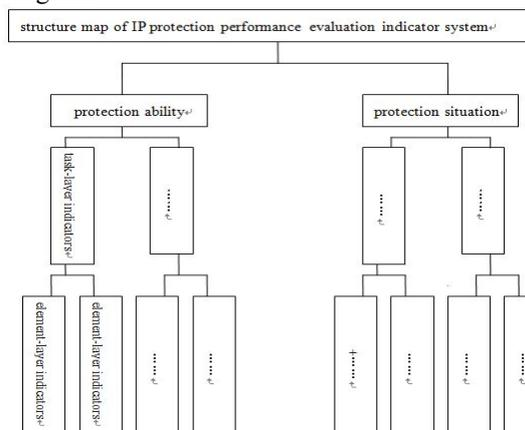 structure map of IP protection performance evaluation indicator system
protection ability
protection situation
task-layer indicators
……
……
……
element-layer indicators
element-layer indicators
……
……
+……
……
……
……